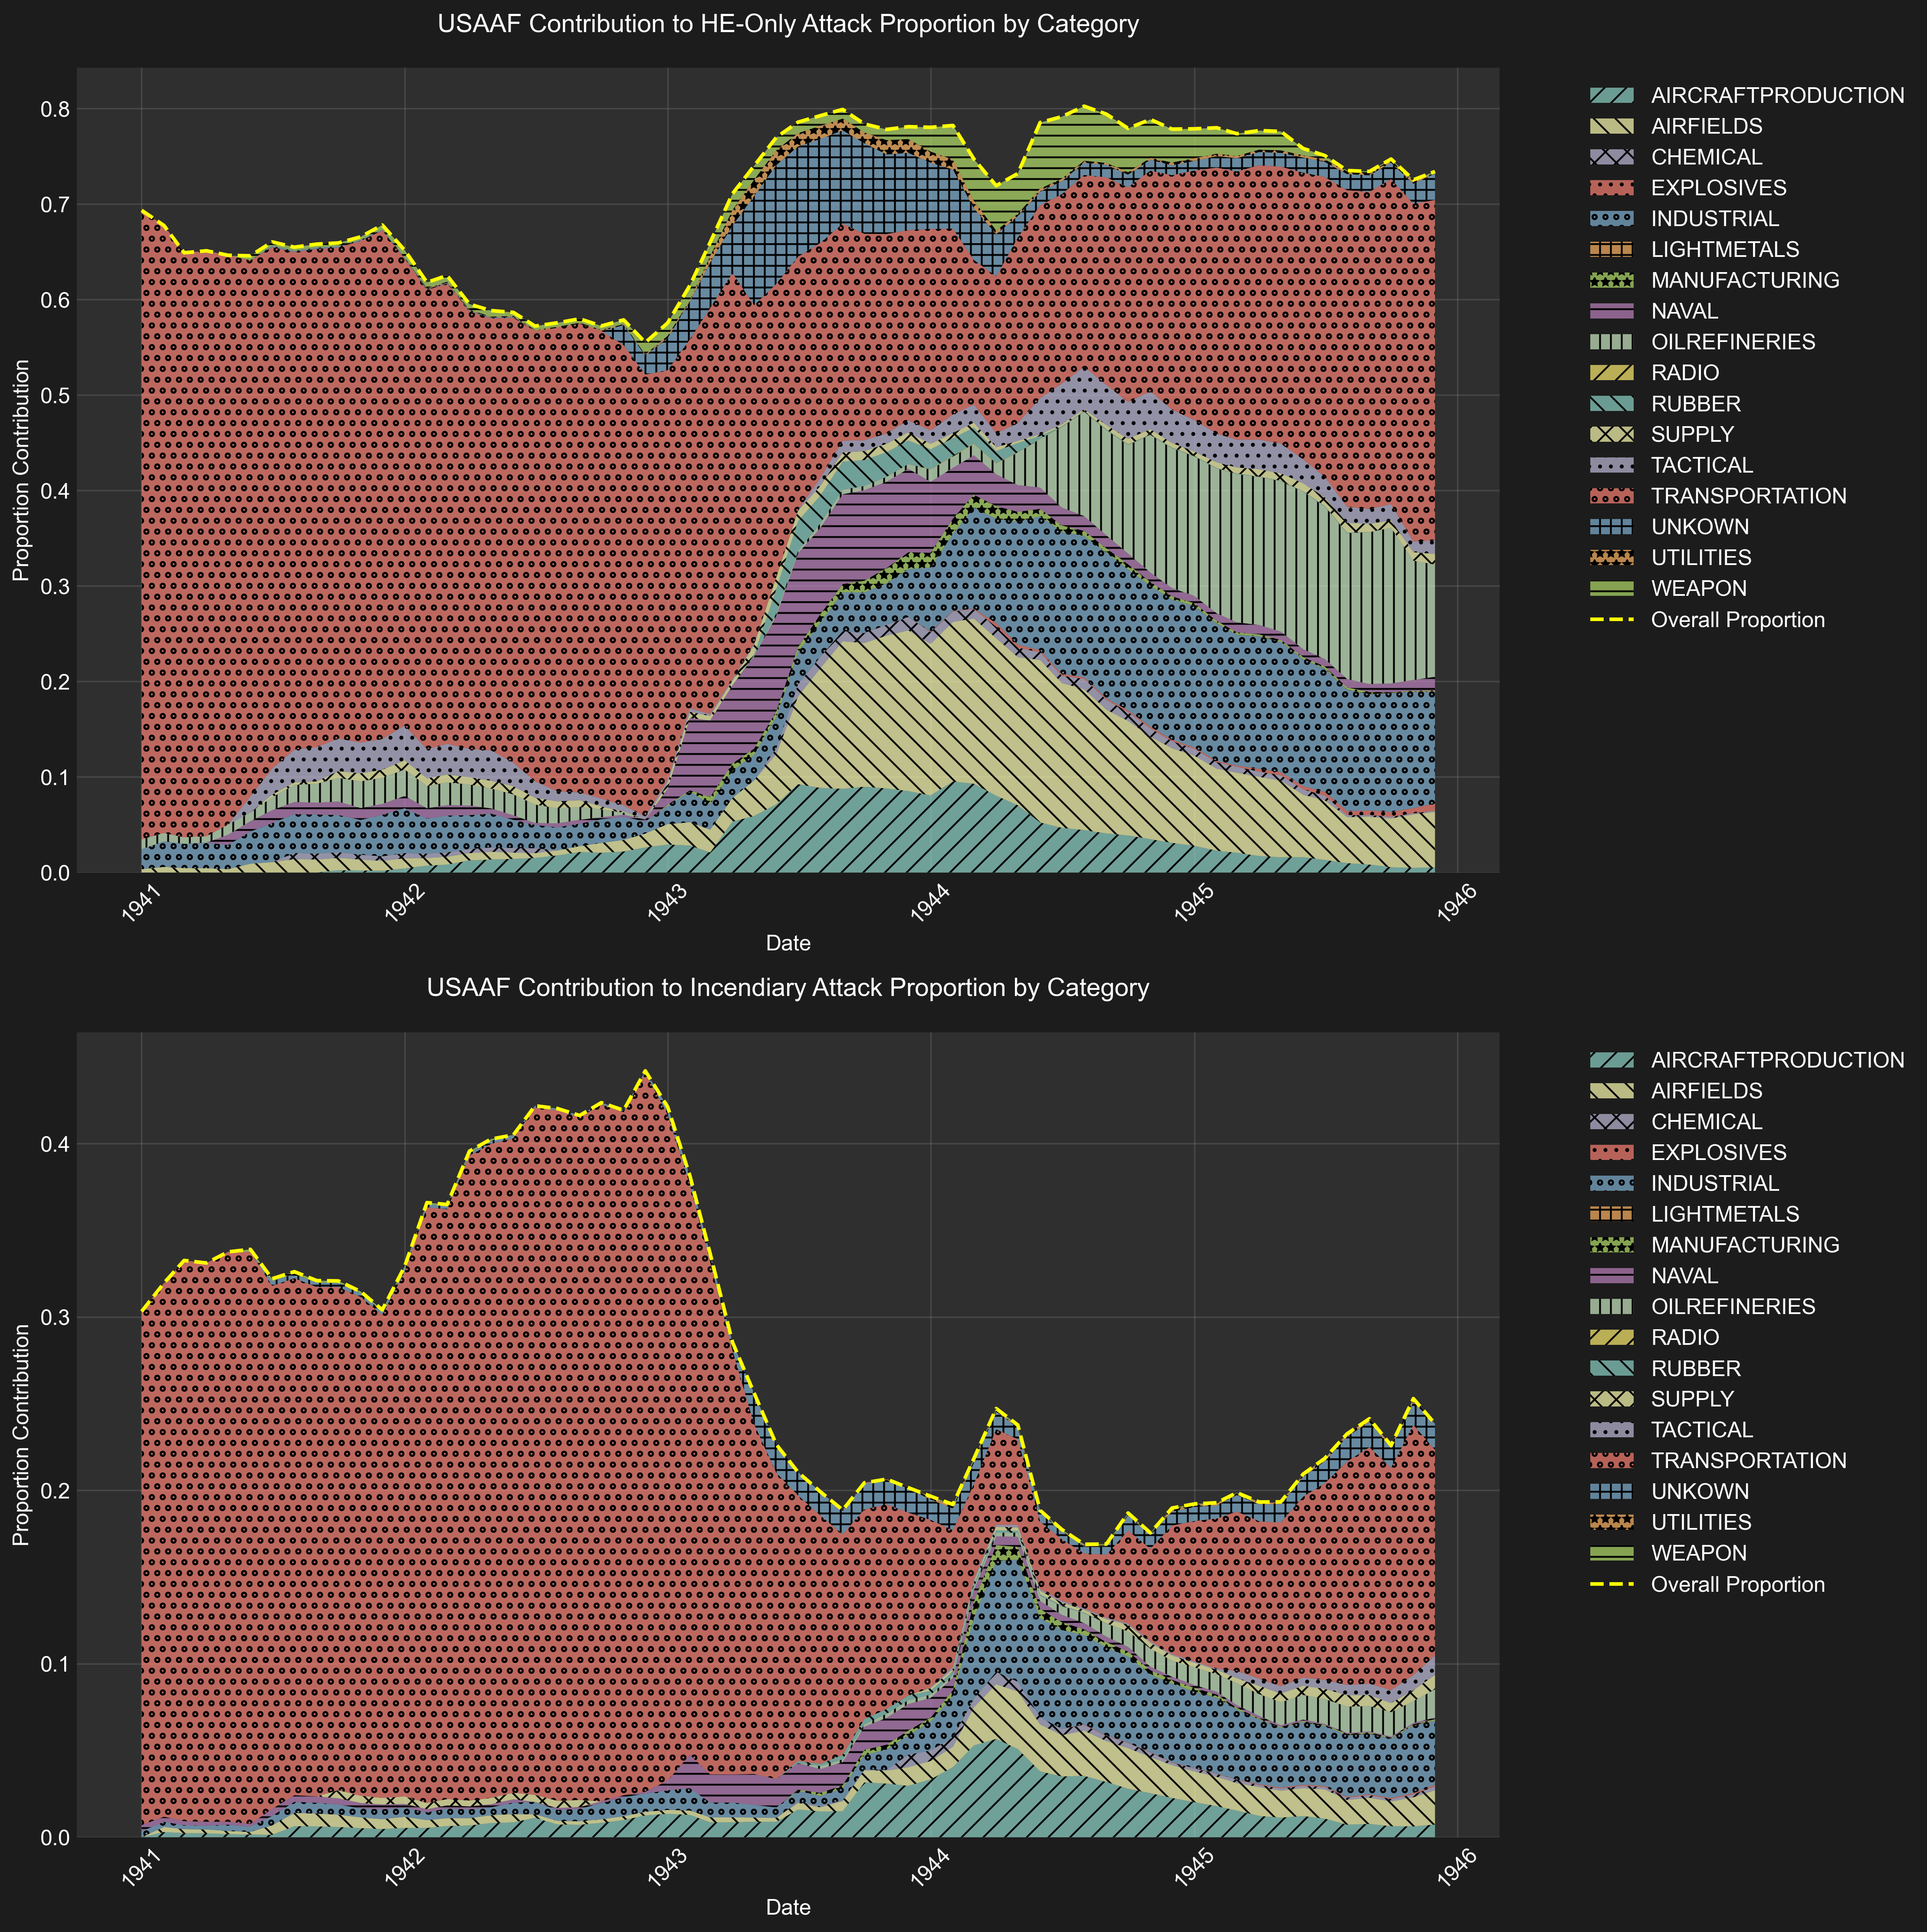 USAAF Contribution to HE-Only Attack Proportion by Category
Proportion Contribution
0.8
0.7
0.6
0.5
0.4
0.3
0.2
0.1
0.0
1941
1942
1943
1944
1945
1946
Date
AIRCRAFTPRODUCTION
AIRFIELDS
CHEMICAL
EXPLOSIVES
INDUSTRIAL
LIGHTMETALS
MANUFACTURING
NAVAL
OILREFINERIES
RADIO
RUBBER
SUPPLY
TACTICAL
TRANSPORTATION
UNKOWN
UTILITIES
WEAPON
Overall Proportion
USAAF Contribution to Incendiary Attack Proportion by Category
Proportion Contribution
0.4
0.3
0.2
0.1
0.0
1941
1942
1943
1944
1945
1946
Date
AIRCRAFTPRODUCTION
AIRFIELDS
CHEMICAL
EXPLOSIVES
INDUSTRIAL
LIGHTMETALS
MANUFACTURING
NAVAL
OILREFINERIES
RADIO
RUBBER
SUPPLY
TACTICAL
TRANSPORTATION
UNKOWN
UTILITIES
WEAPON
Overall Proportion